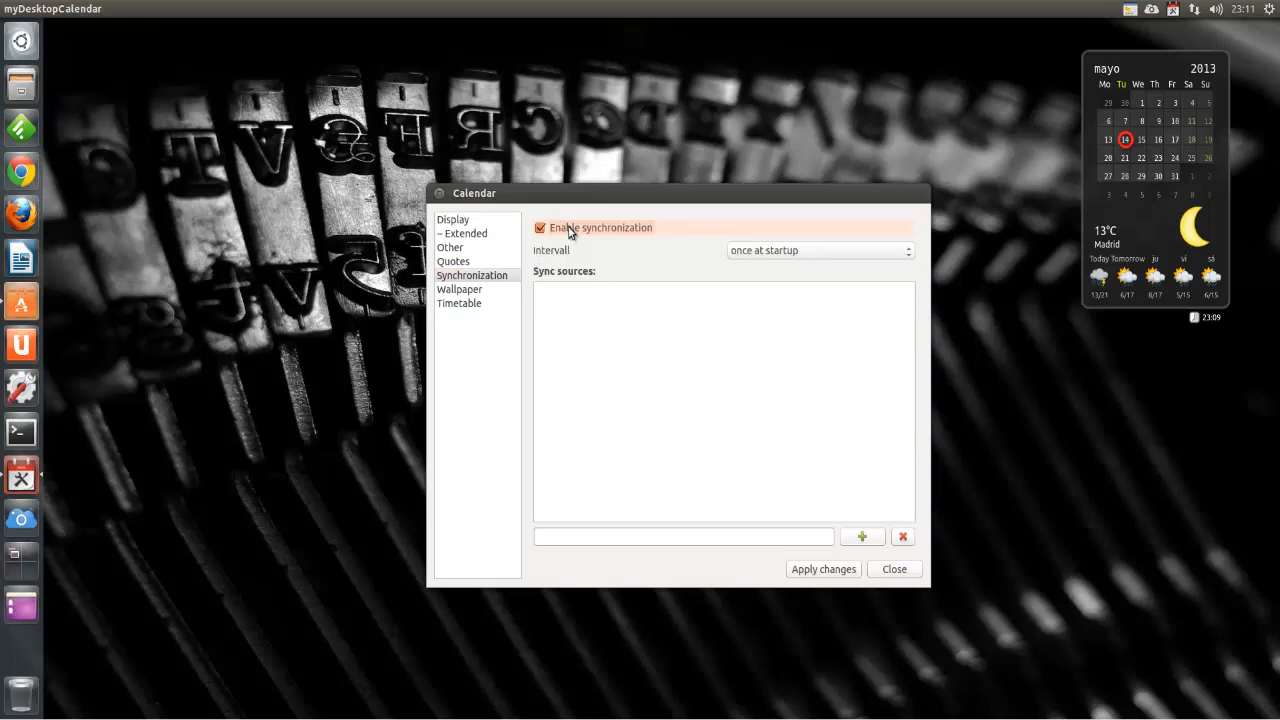 myDesktopCalendar
23:11
mayo 2013
Mo Tu We Th Fr Sa Su
29 30 1 2 3 4 5
6 7 8 9 10 11 12
13 14 15 16 17 18 19
20 21 22 23 24 25 26
27 28 29 30 31 1 2
3 4 5 6 7 8 9
13°C
Madrid
Today Tomorrow ju vi sá
13/21 6/17 8/17 5/15 6/15
23:09
Calendar
Display
– Extended
Other
Quotes
Synchronization
Wallpaper
Timetable
Enable synchronization
Intervall
once at startup
Sync sources:
Apply changes
Close